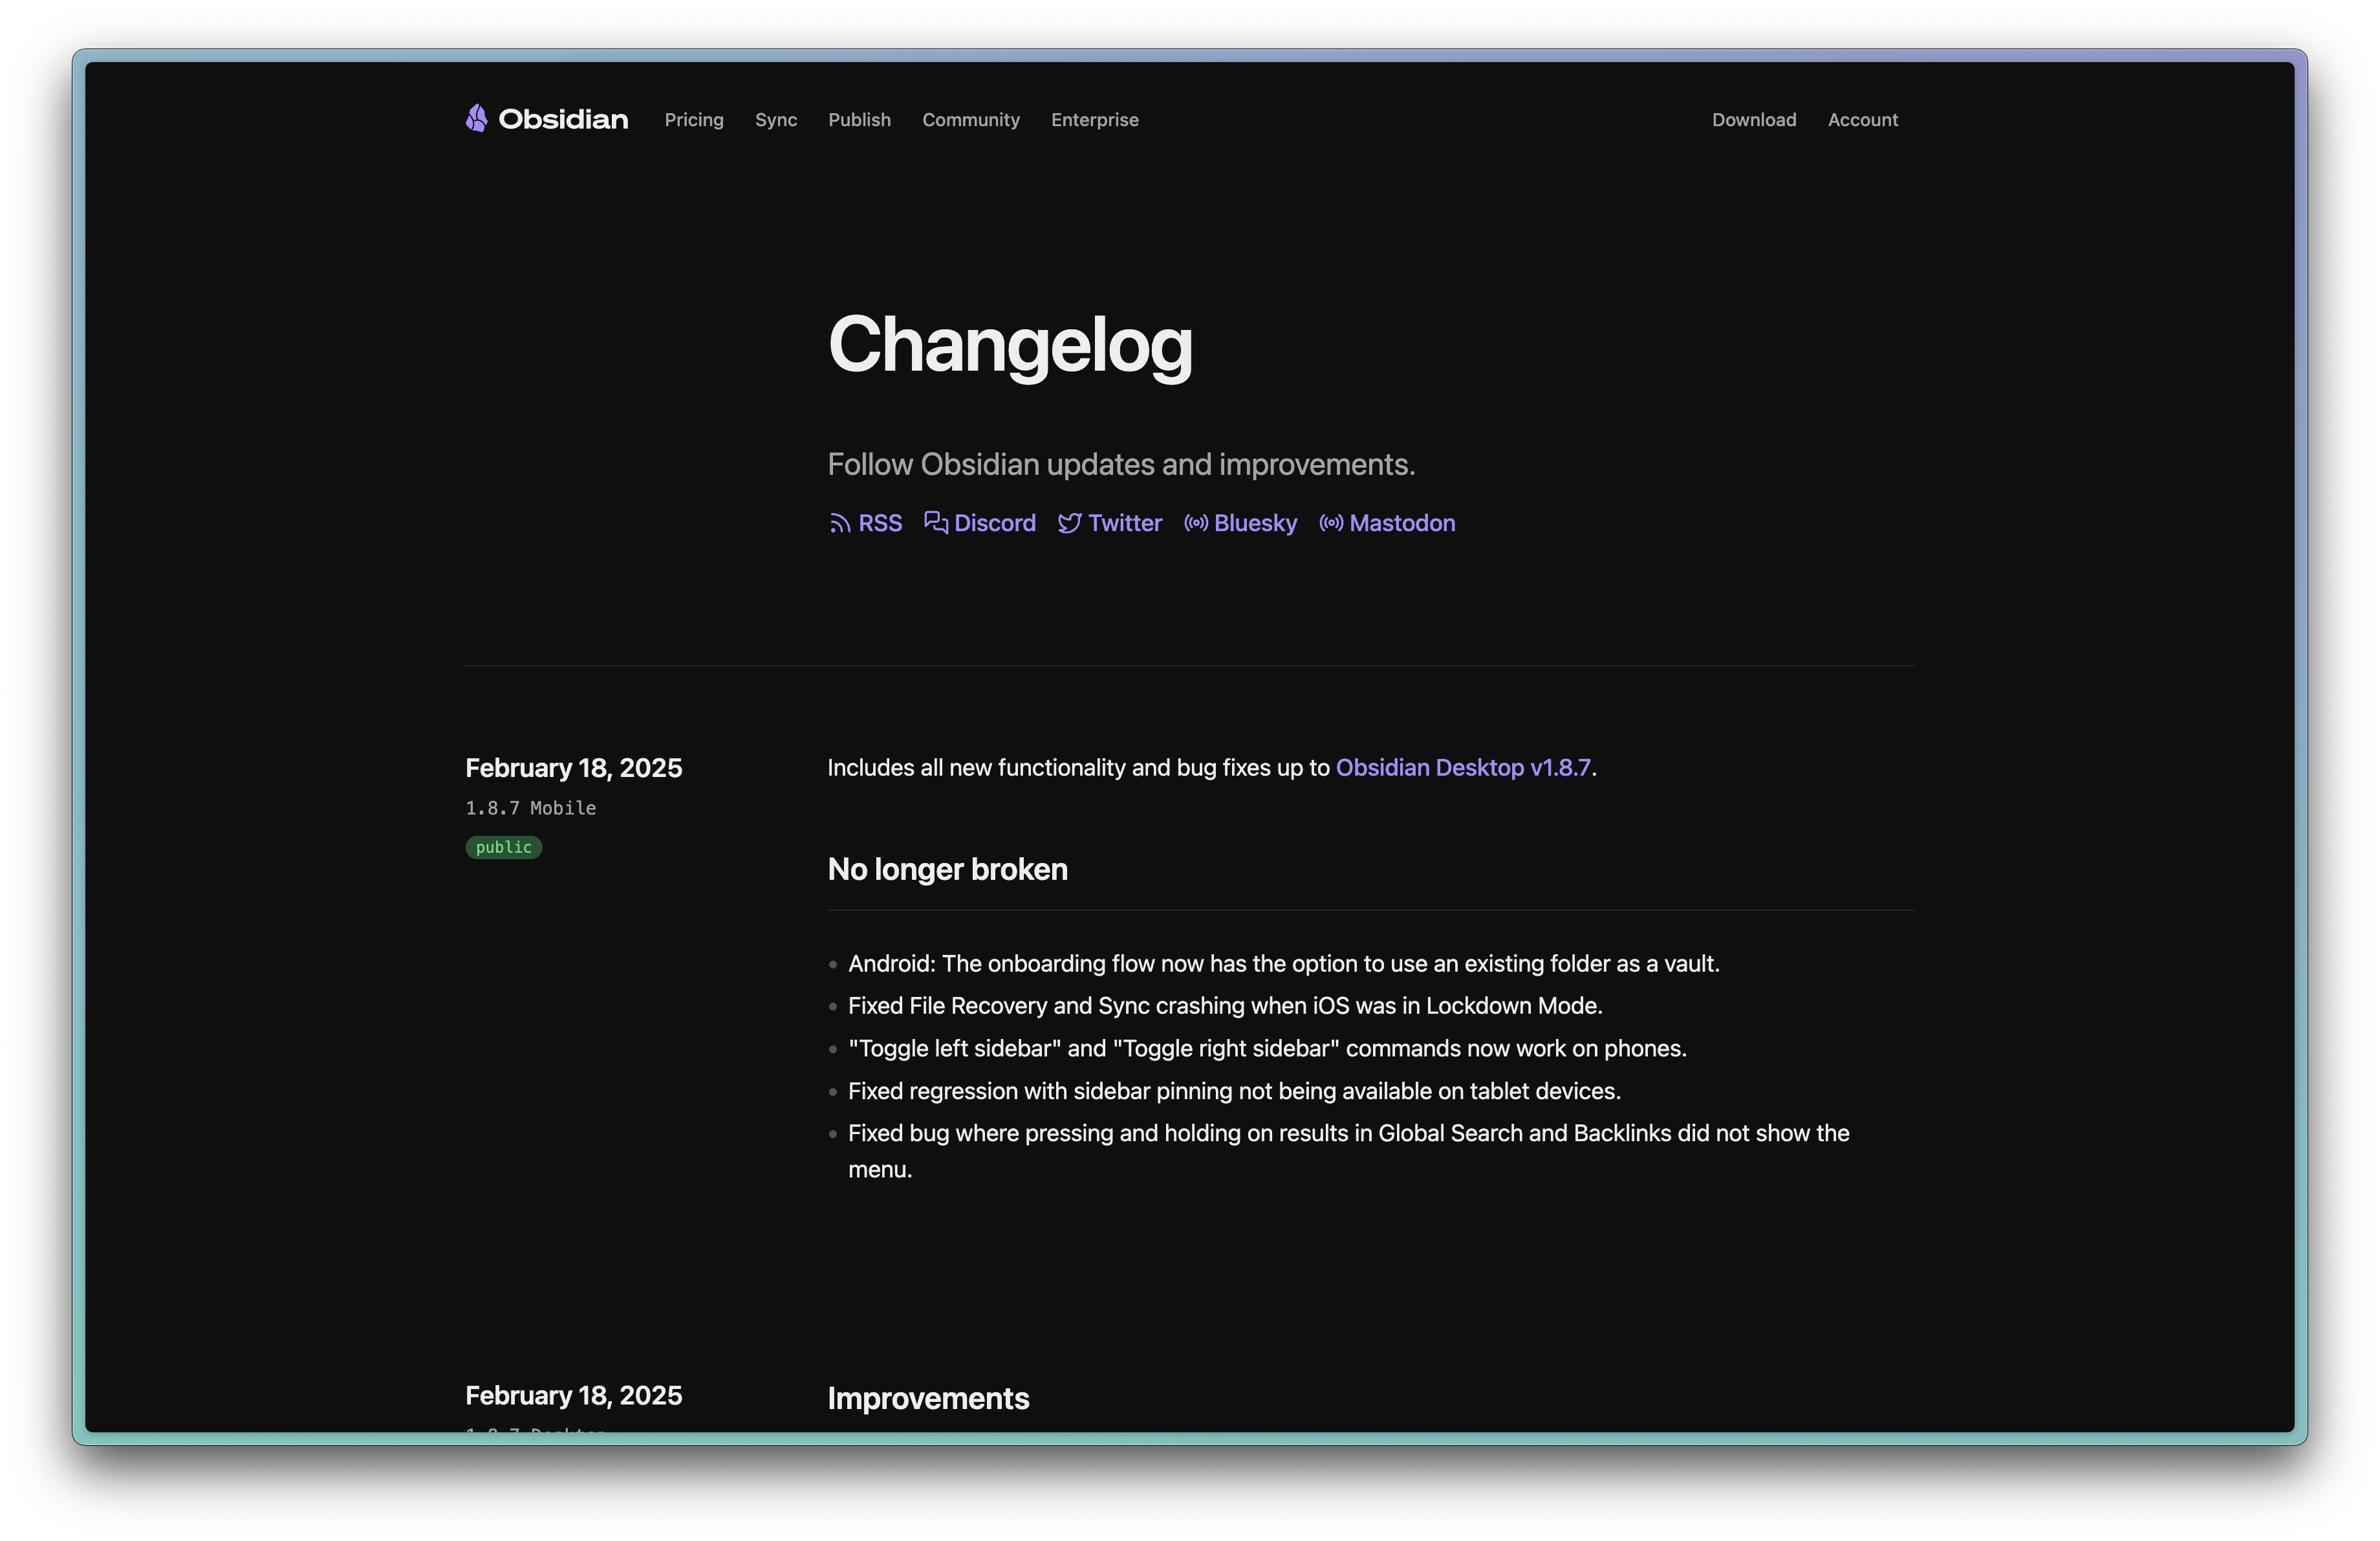 Obsidian Pricing Sync Publish Community Enterprise Download Account
Changelog
Follow Obsidian updates and improvements.
RSS Discord Twitter Bluesky Mastodon
February 18, 2025
1.8.7 Mobile
public
Includes all new functionality and bug fixes up to Obsidian Desktop v1.8.7.
No longer broken
Android: The onboarding flow now has the option to use an existing folder as a vault.
Fixed File Recovery and Sync crashing when iOS was in Lockdown Mode.
"Toggle left sidebar" and "Toggle right sidebar" commands now work on phones.
Fixed regression with sidebar pinning not being available on tablet devices.
Fixed bug where pressing and holding on results in Global Search and Backlinks did not show the
menu.
February 18, 2025
1.8.7 Desktop
Improvements